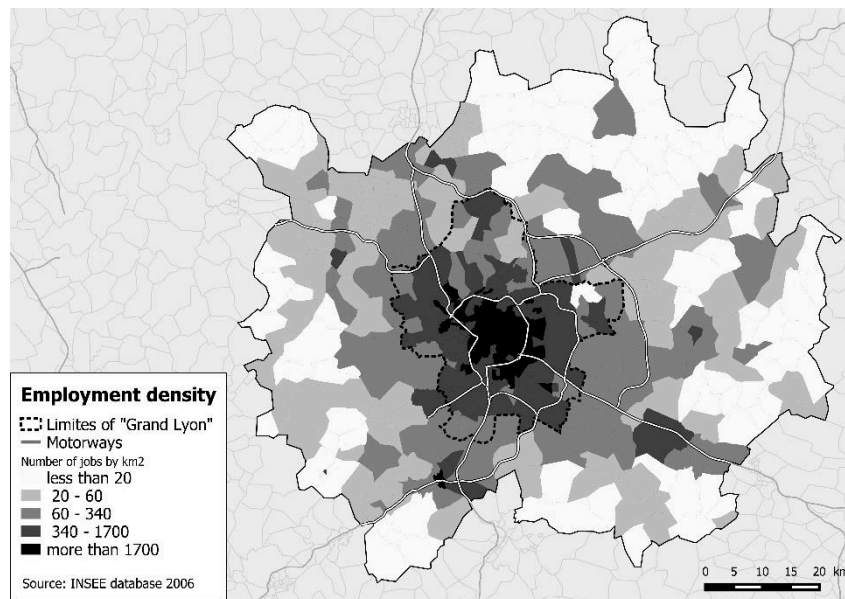 Employment density
Limites of "Grand Lyon"
Motorways
Number of jobs by km2
less than 20
20 - 60
60 - 340
340 - 1700
more than 1700
Source: INSEE database 2006
0 5 10 15 20 km